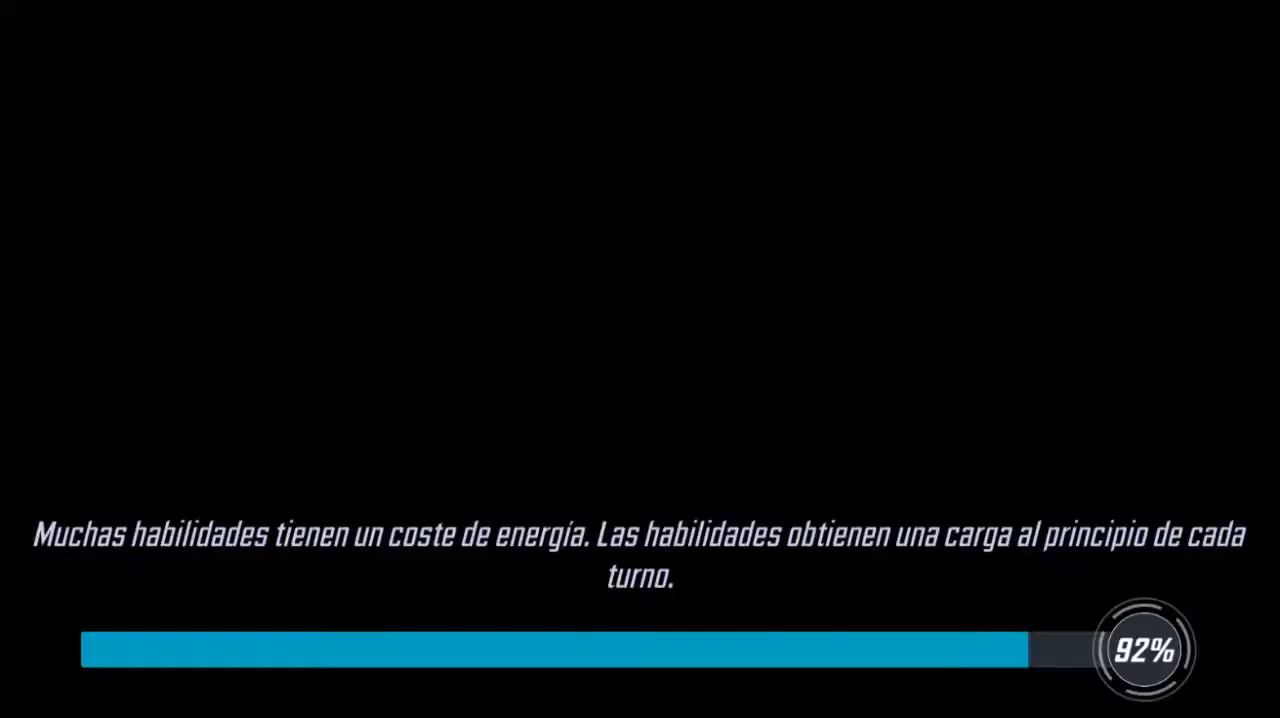 Muchas habilidades tienen un coste de energía. Las habilidades obtienen una carga al principio de cada
turno.
92%